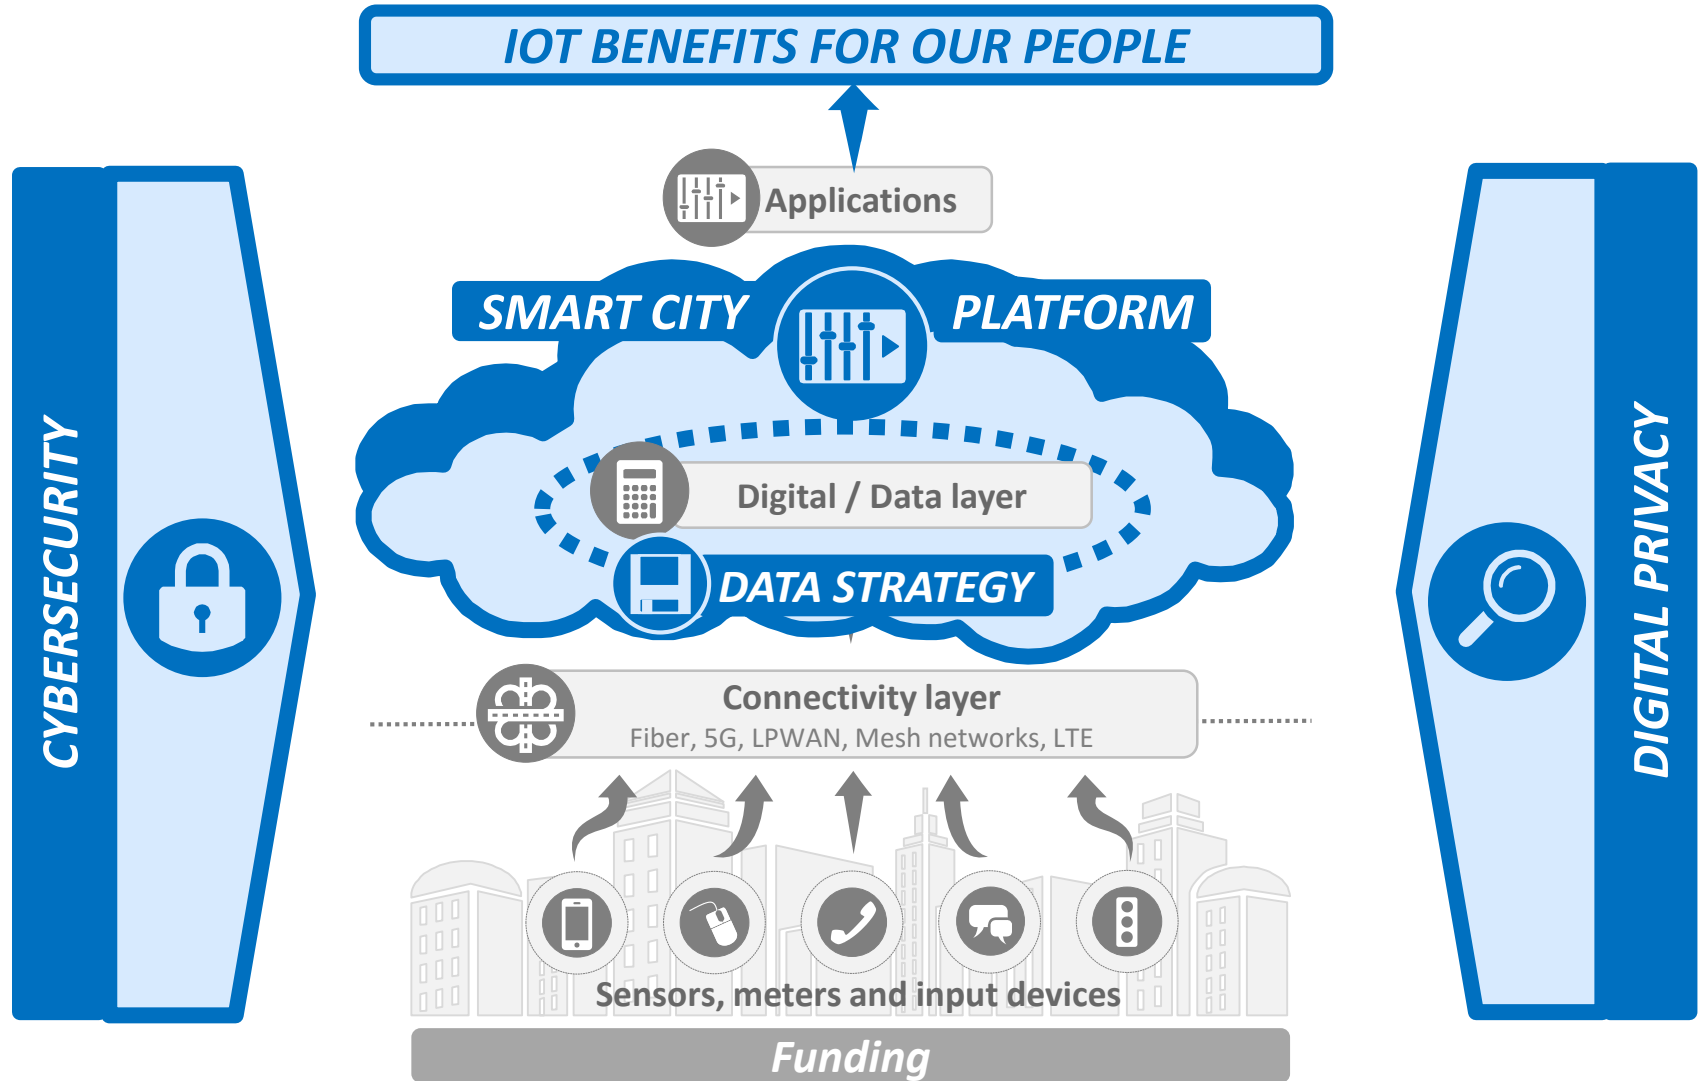 IOT BENEFITS FOR OUR PEOPLE
Applications
SMART CITY PLATFORM
Digital / Data layer
DATA STRATEGY
Connectivity layer
Fiber, 5G, LPWAN, Mesh networks, LTE
Sensors, meters and input devices
Funding
CYBERSECURITY
DIGITAL PRIVACY